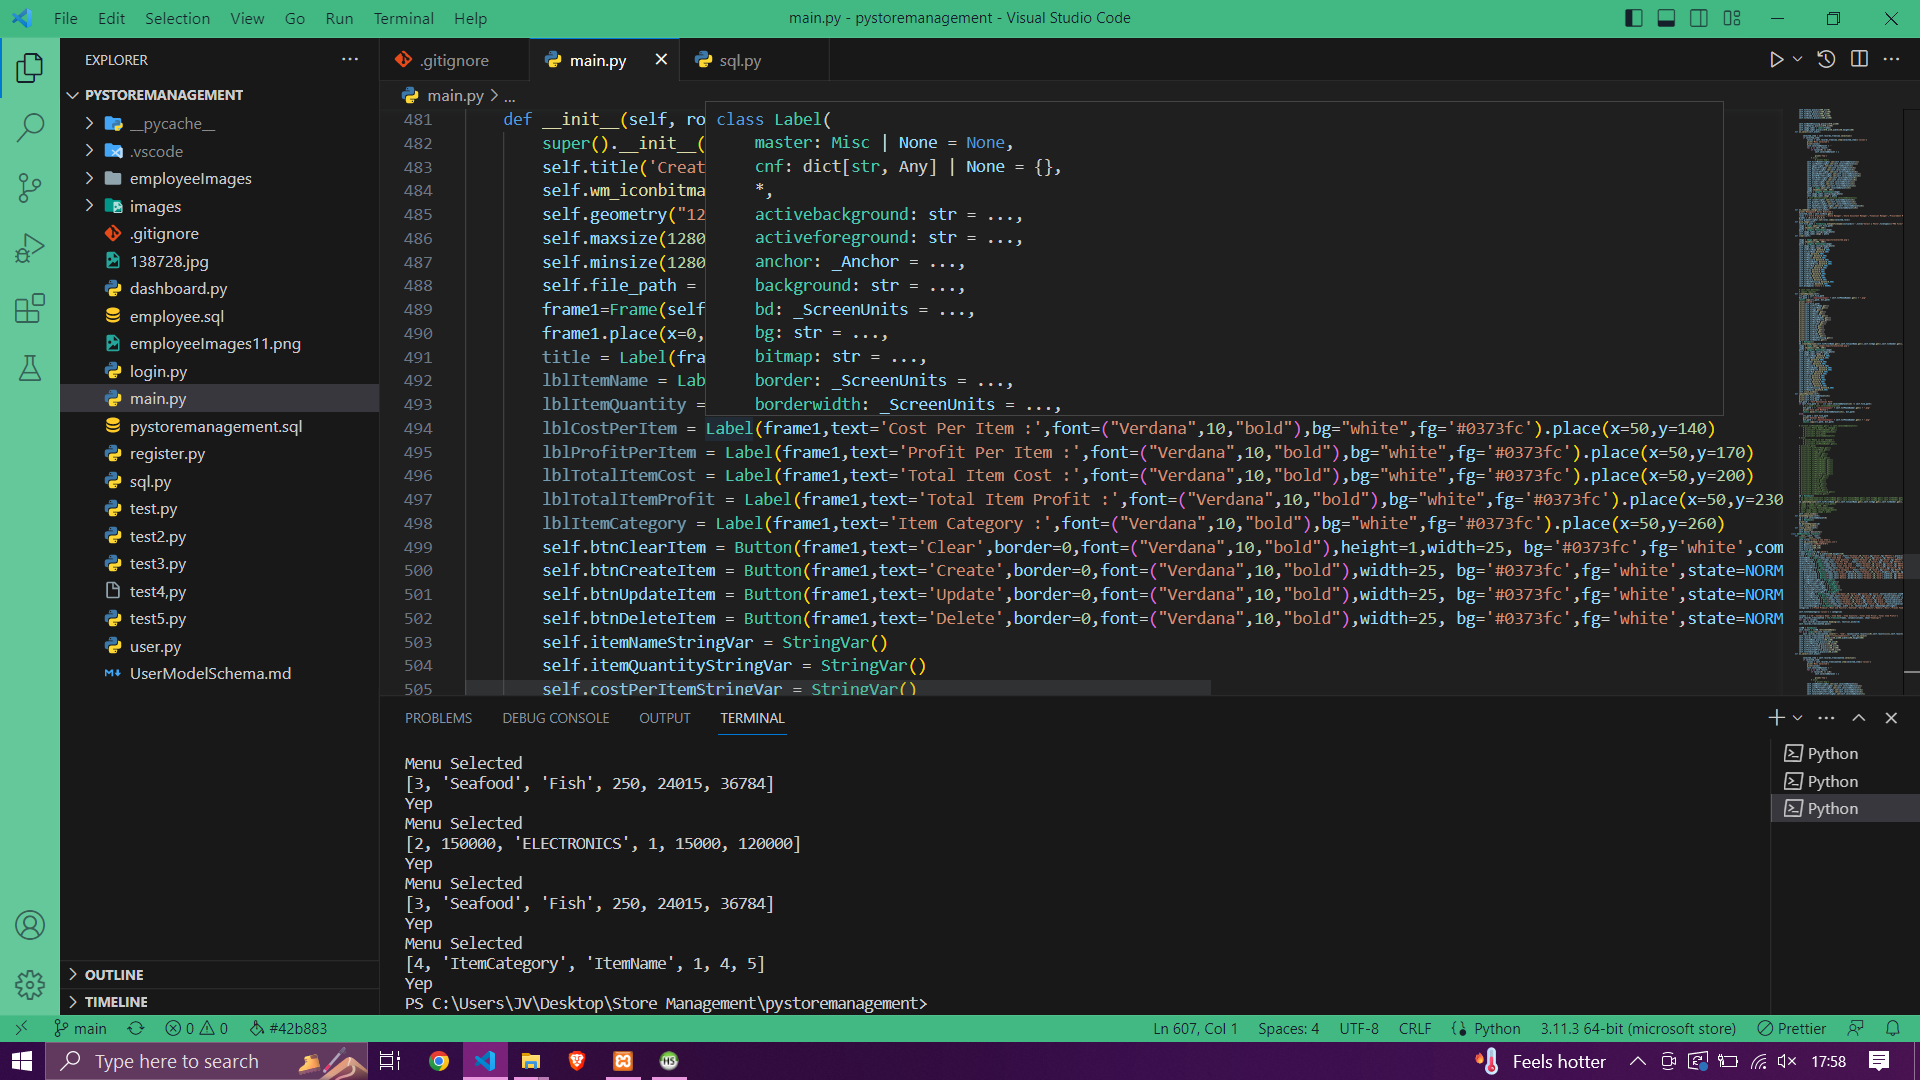 File Edit Selection View Go Run Terminal Help
main.py - pystoremanagement - Visual Studio Code
EXPLORER
PYSTOREMANAGEMENT
__pycache__
.vscode
employeeImages
images
.gitignore
138728.jpg
dashboard.py
employee.sql
employeeImages11.png
login.py
main.py
pystoremanagement.sql
register.py
sql.py
test.py
test2.py
test3.py
test4,py
test5.py
user.py
UserModelSchema.md
OUTLINE
TIMELINE
.gitignore
main.py
sql.py
main.py > ...
481 def __init__(self, ro
482 super().__init__(
483 self.title('Creat
484 self.wm_iconbitma
485 self.geometry("12
486 self.maxsize(1280
487 self.minsize(1280
488 self.file_path =
489 frame1=Frame(self
490 frame1.place(x=0,
491 title = Label(fra
492 lblItemName = Lab
493 lblItemQuantity =
class Label(
master: Misc | None = None,
cnf: dict[str, Any] | None = {},
*,
activebackground: str = ...,
activeforeground: str = ...,
anchor: _Anchor = ...,
background: str = ...,
bd: _ScreenUnits = ...,
bg: str = ...,
bitmap: str = ...,
border: _ScreenUnits = ...,
borderwidth: _ScreenUnits = ...,
494 lblCostPerItem = Label(frame1,text='Cost Per Item :',font=("Verdana",10,"bold"),bg="white",fg='#0373fc').place(x=50,y=140)
495 lblProfitPerItem = Label(frame1,text='Profit Per Item :',font=("Verdana",10,"bold"),bg="white",fg='#0373fc').place(x=50,y=170)
496 lblTotalItemCost = Label(frame1,text='Total Item Cost :',font=("Verdana",10,"bold"),bg="white",fg='#0373fc').place(x=50,y=200)
497 lblTotalItemProfit = Label(frame1,text='Total Item Profit :',font=("Verdana",10,"bold"),bg="white",fg='#0373fc').place(x=50,y=230
498 lblItemCategory = Label(frame1,text='Item Category :',font=("Verdana",10,"bold"),bg="white",fg='#0373fc').place(x=50,y=260)
499 self.btnClearItem = Button(frame1,text='Clear',border=0,font=("Verdana",10,"bold"),height=1,width=25, bg='#0373fc',fg='white',com
500 self.btnCreateItem = Button(frame1,text='Create',border=0,font=("Verdana",10,"bold"),width=25, bg='#0373fc',fg='white',state=NORM
501 self.btnUpdateItem = Button(frame1,text='Update',border=0,font=("Verdana",10,"bold"),width=25, bg='#0373fc',fg='white',state=NORM
502 self.btnDeleteItem = Button(frame1,text='Delete',border=0,font=("Verdana",10,"bold"),width=25, bg='#0373fc',fg='white',state=NORM
503 self.itemNameStringVar = StringVar()
504 self.itemQuantityStringVar = StringVar()
505 self.costPerItemStringVar = StringVar()
PROBLEMS DEBUG CONSOLE OUTPUT TERMINAL
Menu Selected
[3, 'Seafood', 'Fish', 250, 24015, 36784]
Yep
Menu Selected
[2, 150000, 'ELECTRONICS', 1, 15000, 120000]
Yep
Menu Selected
[3, 'Seafood', 'Fish', 250, 24015, 36784]
Yep
Menu Selected
[4, 'ItemCategory', 'ItemName', 1, 4, 5]
Yep
PS C:\Users\JV\Desktop\Store Management\pystoremanagement>
Python
Python
Python
main 0 0 #42b883
Ln 607, Col 1 Spaces: 4 UTF-8 CRLF Python 3.11.3 64-bit (microsoft store) Prettier
Type here to search
HS
Feels hotter
17:58